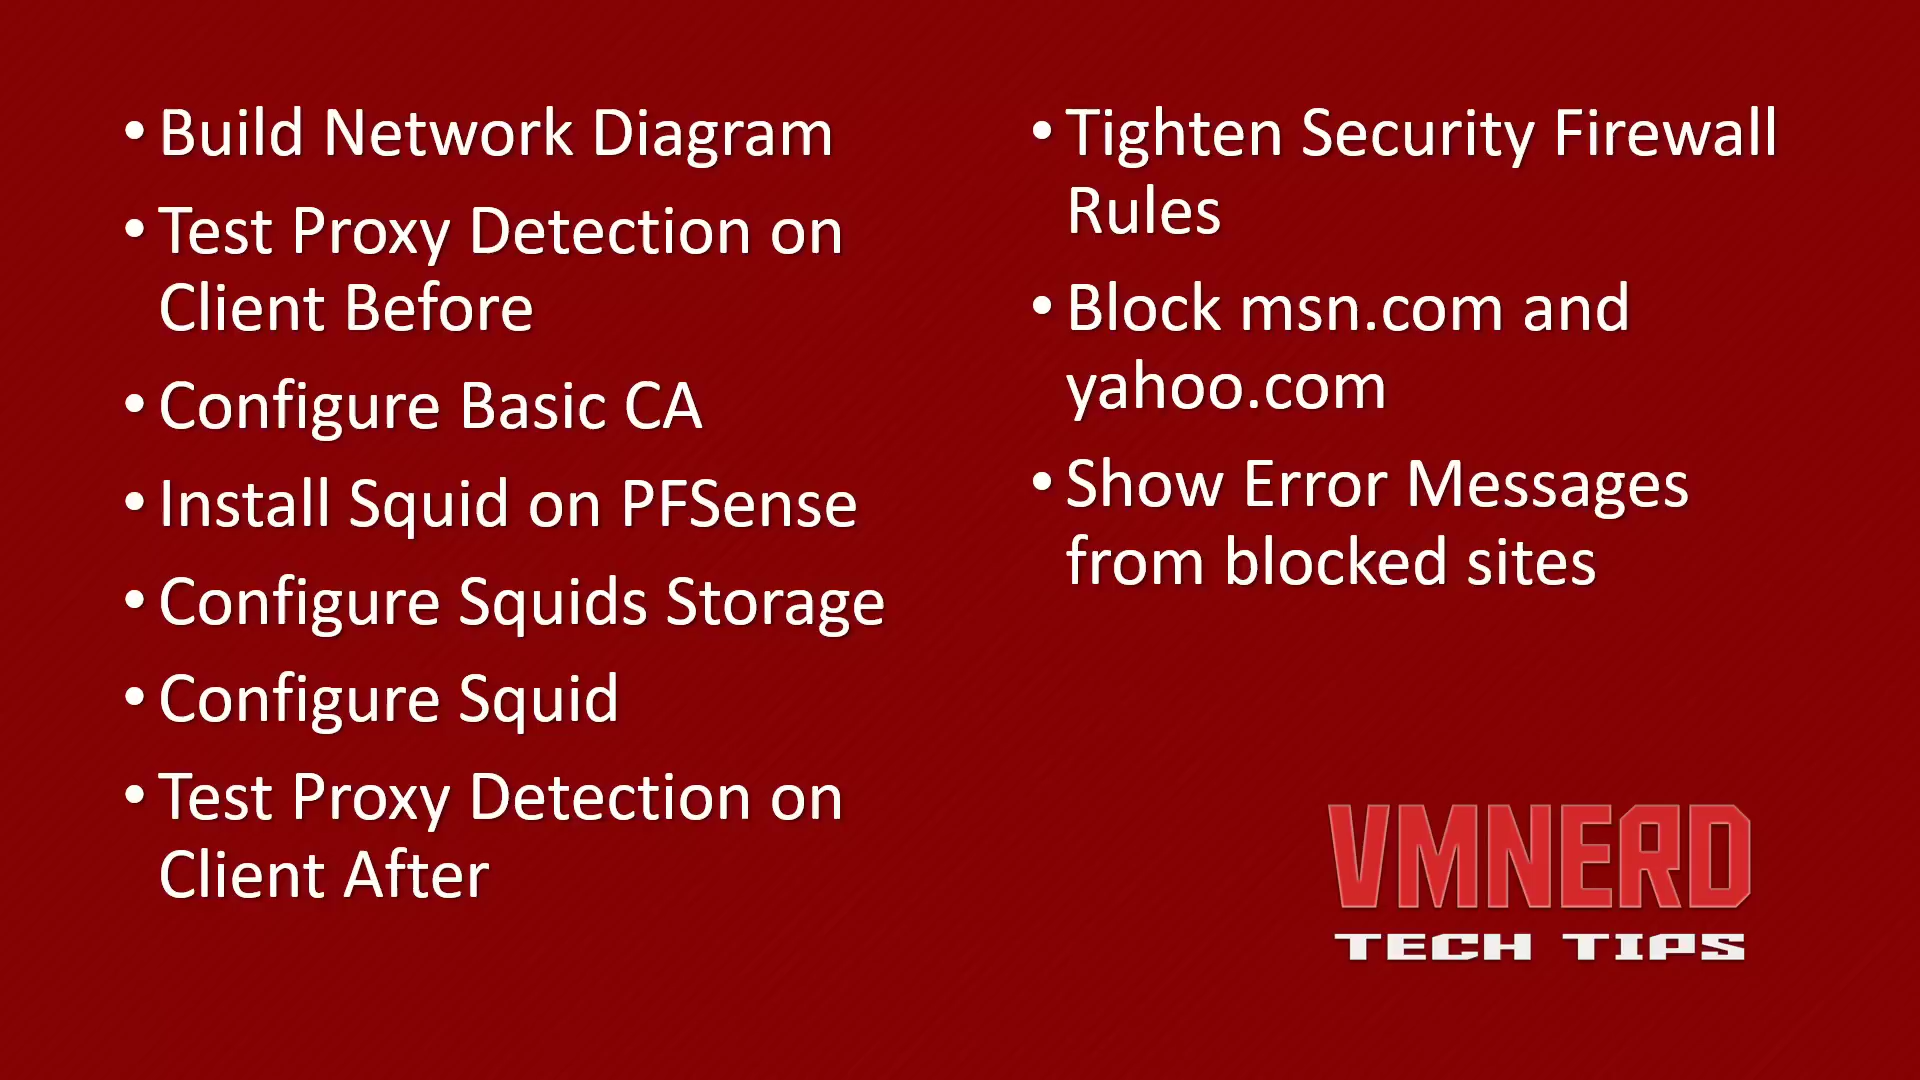 • Build Network Diagram
• Test Proxy Detection on
Client Before
• Configure Basic CA
• Install Squid on PFSense
• Configure Squids Storage
• Configure Squid
• Test Proxy Detection on
Client After
• Tighten Security Firewall
Rules
• Block msn.com and
yahoo.com
• Show Error Messages
from blocked sites
VMNERD
TECH TIPS